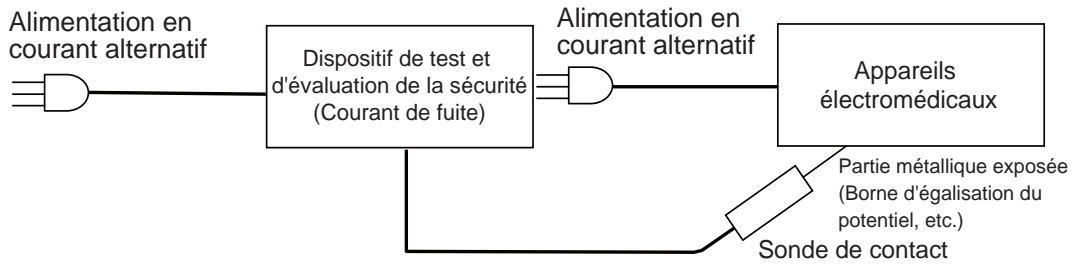 Alimentation en
courant alternatif
Dispositif de test et
d'évaluation de la sécurité
(Courant de fuite)
Alimentation en
courant alternatif
Appareils
électromédicaux
Partie métallique exposée
(Borne d'égalisation du
potentiel, etc.)
Sonde de contact